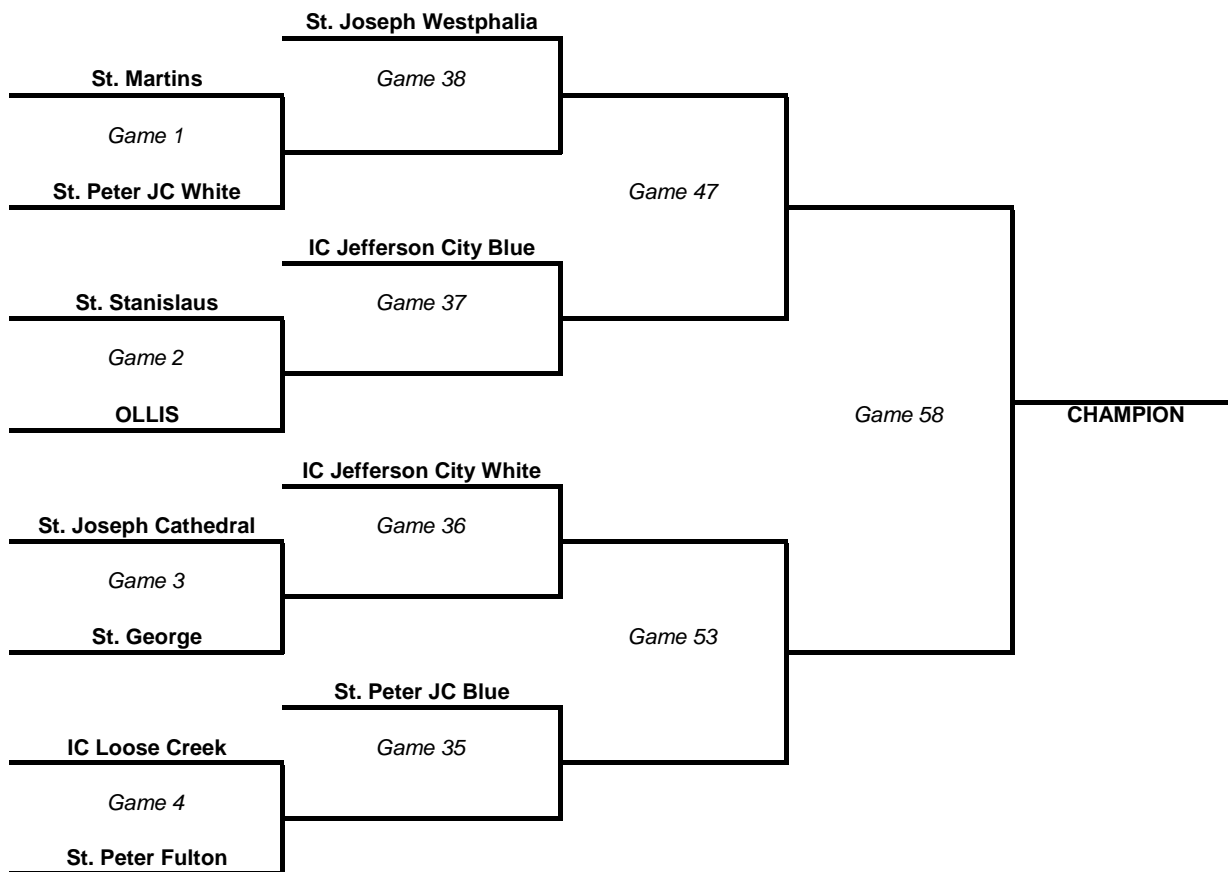 St. Joseph Westphalia
St. Martins
Game 38
Game 1
St. Peter JC White
Game 47
IC Jefferson City Blue
St. Stanislaus
Game 37
Game 2
OLLIS
Game 58
CHAMPION
IC Jefferson City White
St. Joseph Cathedral
Game 36
Game 3
St. George
Game 53
St. Peter JC Blue
IC Loose Creek
Game 35
Game 4
St. Peter Fulton